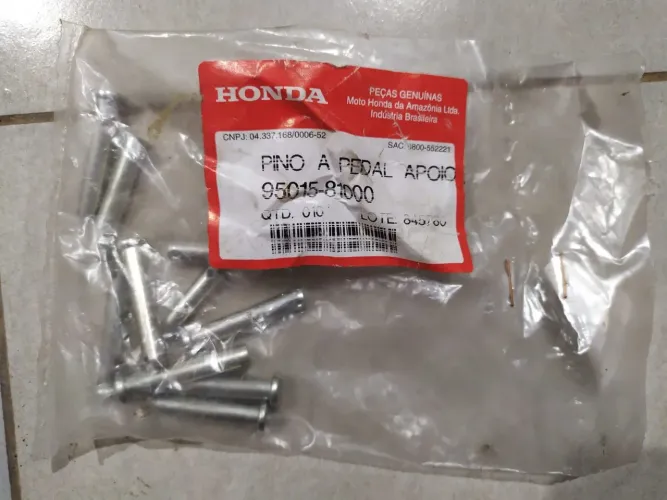 HONDA
PEÇAS GENUÍNAS
Moto Honda da Amazônia Ltda.
Indústria Brasileira
CNPJ: 04.337.168/0006-52
SAC: 0800-552221
PINO A PEDAL APOIO
95015-81000
QTD. 010 LOTE: 845780